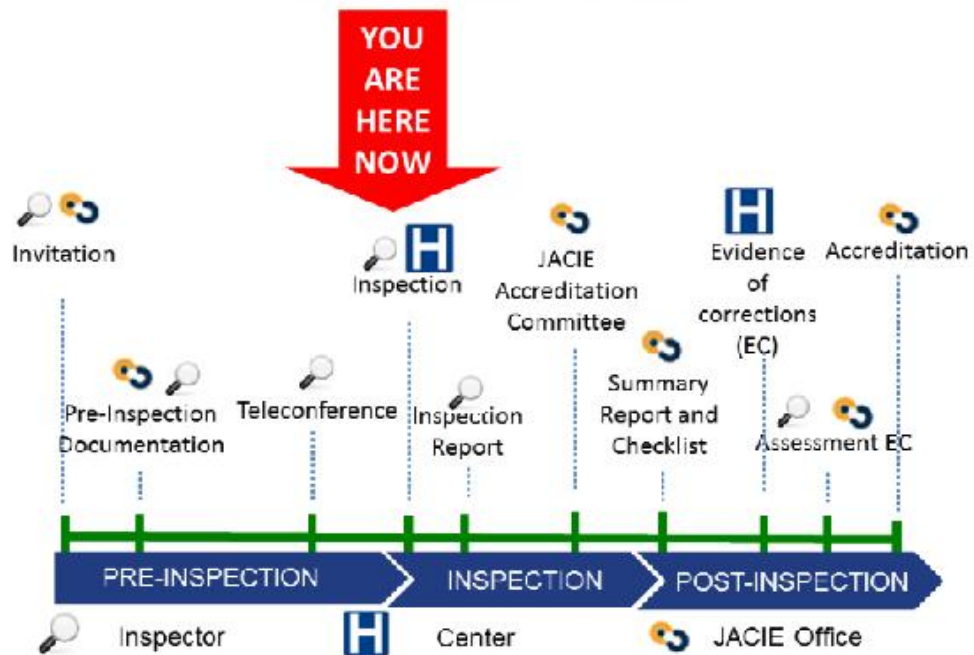 YOU
ARE
HERE
NOW
Invitation
Inspection
JACIE
Accreditation
Committee
Evidence
of
corrections
(EC)
Accreditation
Pre-Inspection
Documentation
Teleconference
Inspection
Report
Summary
Report and
Checklist
Assessment EC
PRE-INSPECTION
INSPECTION
POST-INSPECTION
Inspector
H Center
JACIE Office